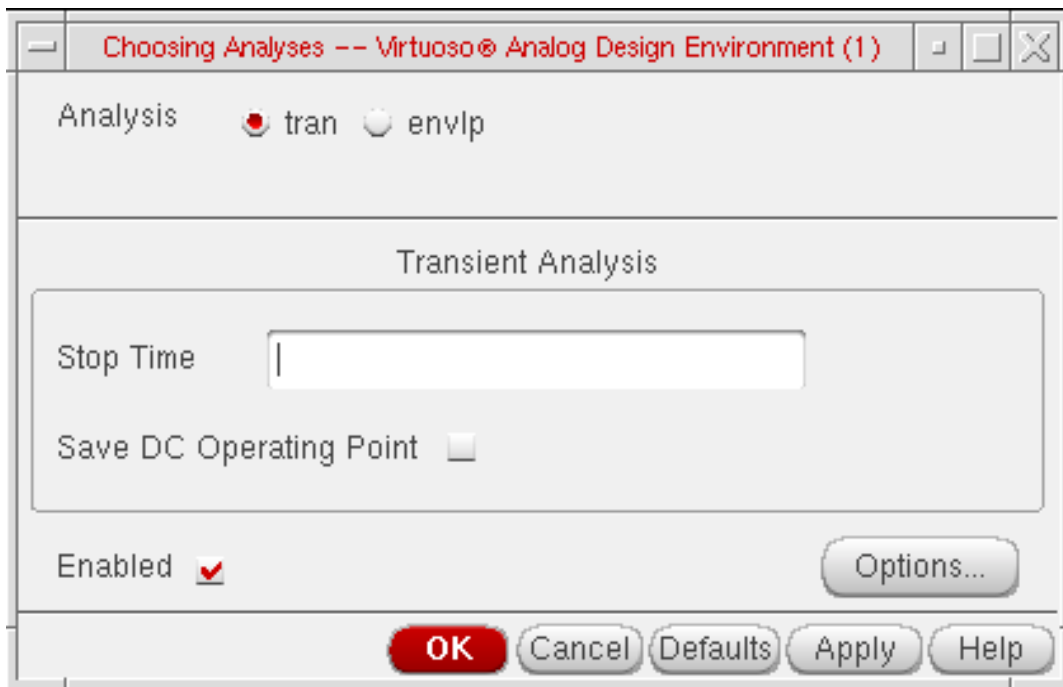 Choosing Analyses -- Virtuoso® Analog Design Environment (1)
Analysis tran envlp
Transient Analysis
Stop Time
Save DC Operating Point
Enabled Options...
OK Cancel Defaults Apply Help